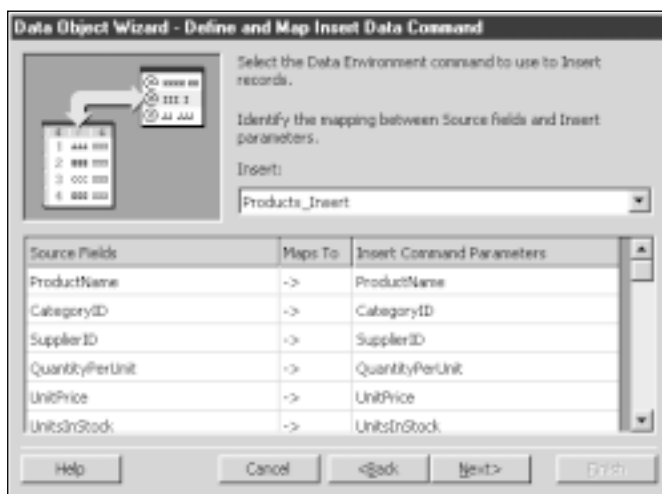 Data Object Wizard - Define and Map Insert Data Command
Select the Data Environment command to use to Insert
records.
Identify the mapping between Source fields and Insert
parameters.
Insert:
Products_Insert
Source Fields Maps To Insert Command Parameters
ProductName -> ProductName
CategoryID -> CategoryID
SupplierID -> SupplierID
QuantityPerUnit -> QuantityPerUnit
UnitPrice -> UnitPrice
UnitsInStock -> UnitsInStock
Help Cancel <Back Next> Finish